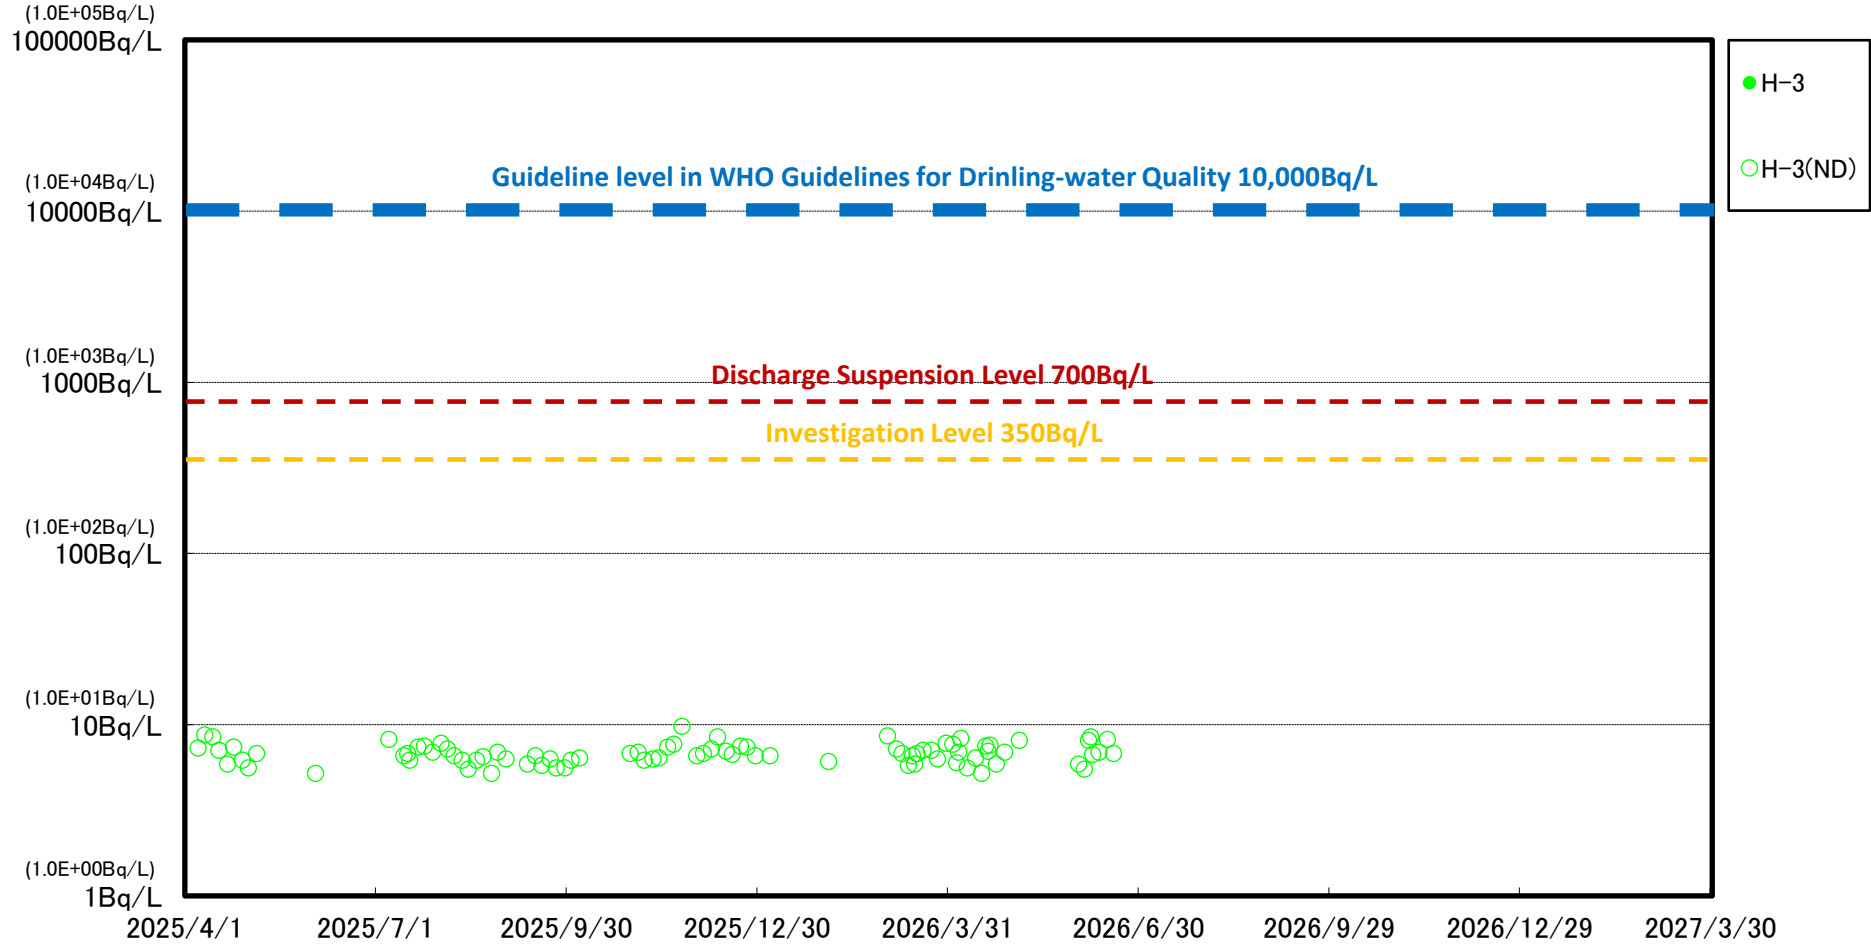 (1.0E+05Bq/L)
100000Bq/L
H-3
H-3(ND)
Guideline level in WHO Guidelines for Drinling-water Quality 10,000Bq/L
(1.0E+04Bq/L)
10000Bq/L
(1.0E+03Bq/L)
1000Bq/L
Discharge Suspension Level 700Bq/L
Investigation Level 350Bq/L
(1.0E+02Bq/L)
100Bq/L
(1.0E+01Bq/L)
10Bq/L
(1.0E+00Bq/L)
1Bq/L
2025/4/1 2025/7/1 2025/9/30 2025/12/30 2026/3/31 2026/6/30 2026/9/29 2026/12/29 2027/3/30